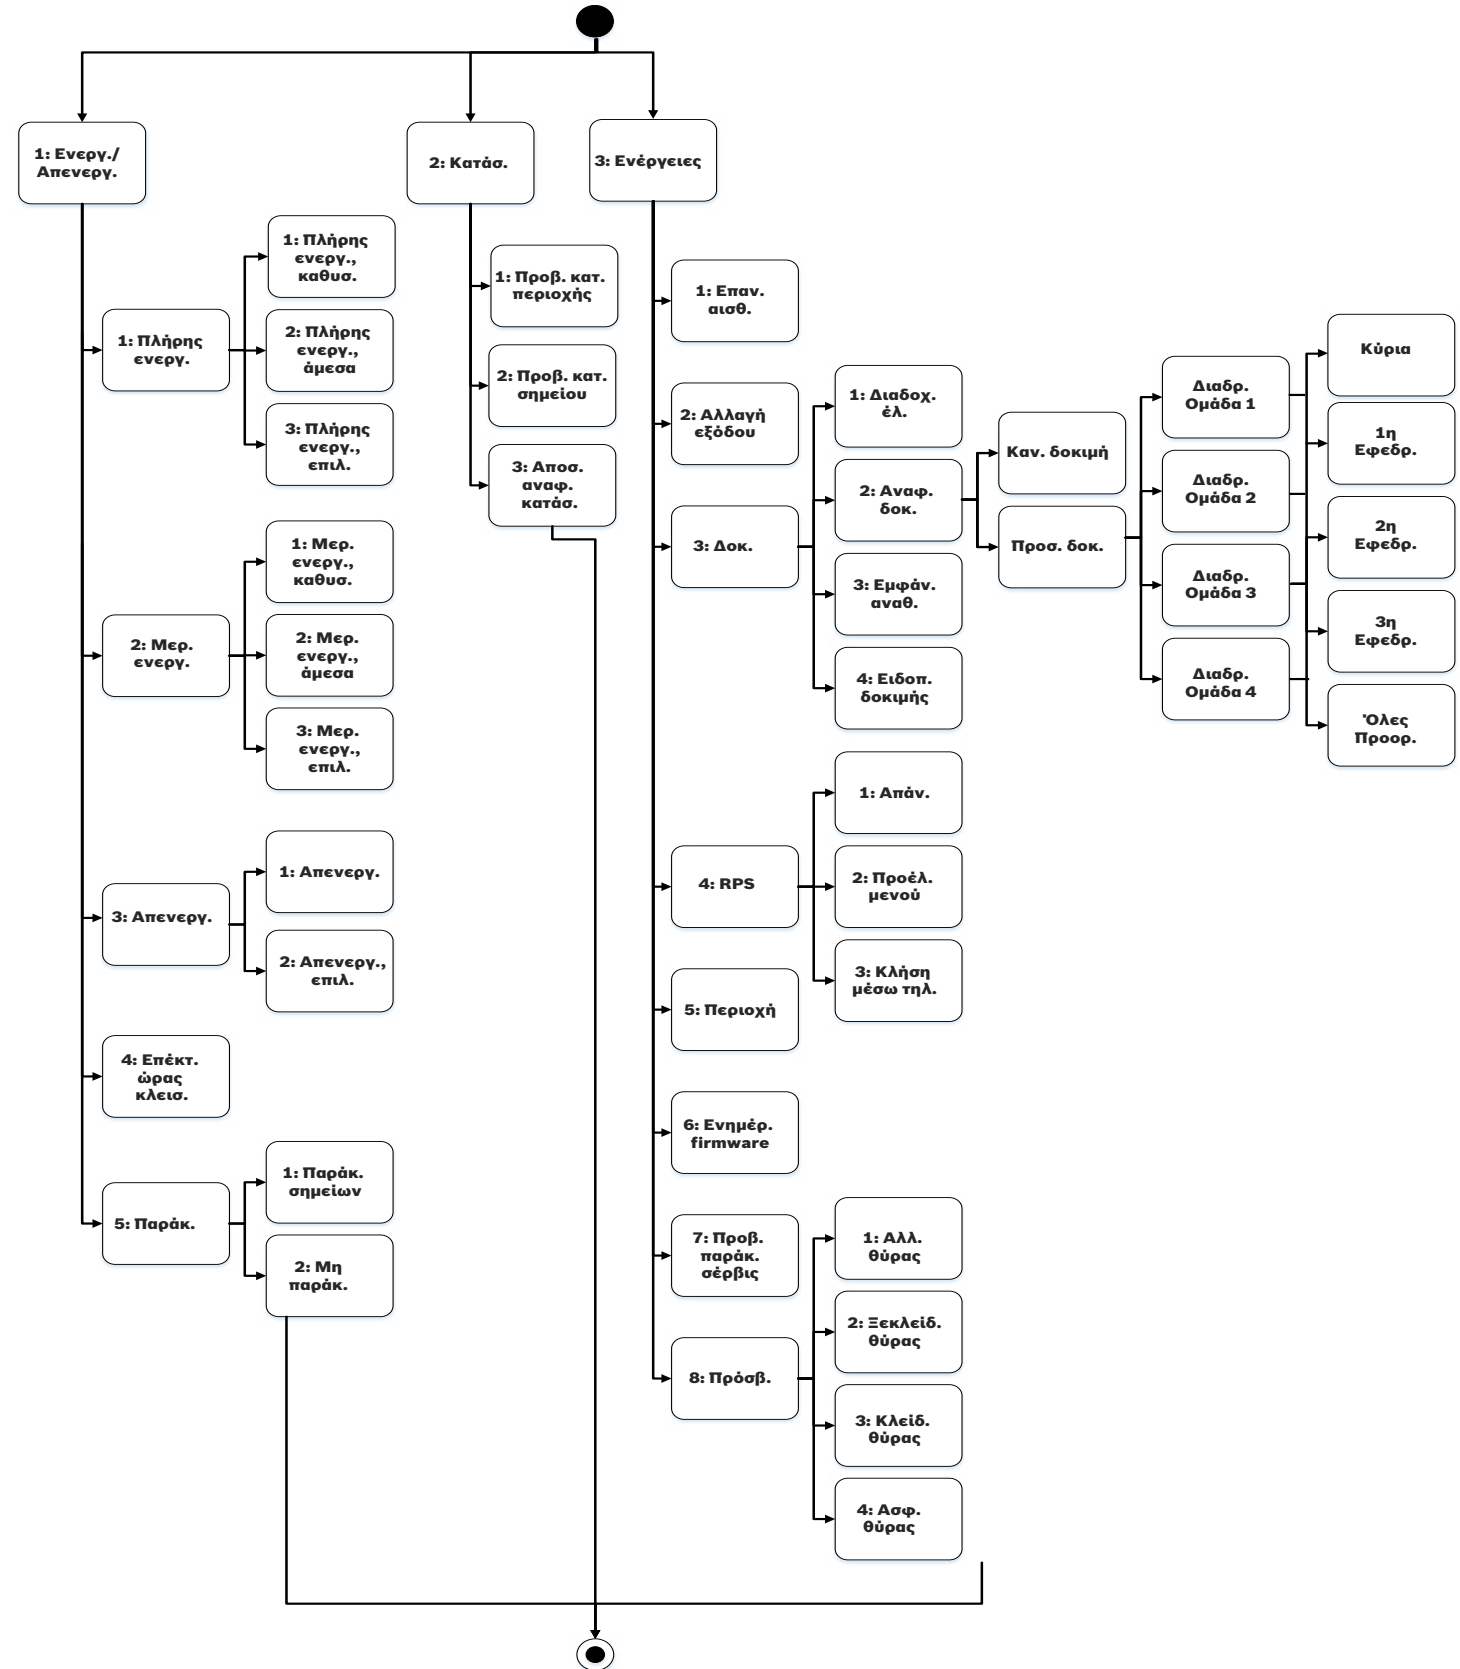 1: Ενεργ./
Απενεργ.
2: Κατάσ.
3: Ενέργειες
1: Πλήρης
ενεργ.
1: Πλήρης
ενεργ.,
καθυσ.
2: Πλήρης
ενεργ.,
άμεσα
3: Πλήρης
ενεργ.,
επιλ.
2: Μερ.
ενεργ.
1: Μερ.
ενεργ.,
καθυσ.
2: Μερ.
ενεργ.,
άμεσα
3: Μερ.
ενεργ.,
επιλ.
3: Απενεργ.
1: Απενεργ.
2: Απενεργ.,
επιλ.
4: Επέκτ.
ώρας
κλεισ.
5: Παράκ.
1: Παράκ.
σημείων
2: Μη
παράκ.
1: Προβ. κατ.
περιοχής
2: Προβ. κατ.
σημείου
3: Αποσ.
αναφ.
κατάσ.
1: Επαν.
αισθ.
2: Αλλαγή
εξόδου
3: Δοκ.
1: Διαδοχ.
έλ.
2: Αναφ.
δοκ.
Καν. δοκιμή
Προσ. δοκ.
Διαδρ.
Ομάδα 1
Διαδρ.
Ομάδα 2
Διαδρ.
Ομάδα 3
Διαδρ.
Ομάδα 4
Κύρια
1η
Εφεδρ.
2η
Εφεδρ.
3η
Εφεδρ.
Όλες
Προορ.
3: Εμφάν.
αναθ.
4: Ειδοπ.
δοκιμής
4: RPS
1: Απάν.
2: Προέλ.
μενού
3: Κλήση
μέσω τηλ.
5: Περιοχή
6: Ενημέρ.
firmware
7: Προβ.
παράκ.
σέρβις
8: Πρόσβ.
1: Αλλ.
θύρας
2: Ξεκλείδ.
θύρας
3: Κλείδ.
θύρας
4: Ασφ.
θύρας